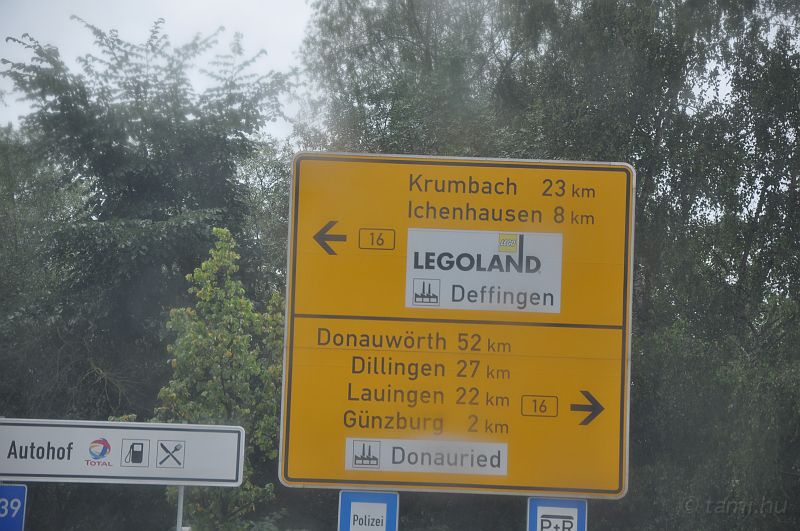 Krumbach 23 km
Ichenhausen 8 km
16
LEGO
LEGOLAND
Deffingen
Donauwörth 52 km
Dillingen 27 km
Lauingen 22 km
16
Günzburg 2 km
Donauried
Autohof TOTAL
39
Polizei
P+R
© tami.hu